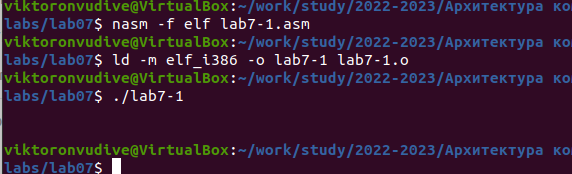 viktoronvudive@VirtualBox:~/work/study/2022-2023/Архитектура ко
labs/lab07$ nasm -f elf lab7-1.asm
viktoronvudive@VirtualBox:~/work/study/2022-2023/Архитектура ко
labs/lab07$ ld -m elf_i386 -o lab7-1 lab7-1.o
viktoronvudive@VirtualBox:~/work/study/2022-2023/Архитектура ко
labs/lab07$ ./lab7-1
viktoronvudive@VirtualBox:~/work/study/2022-2023/Архитектура ко
labs/lab07$